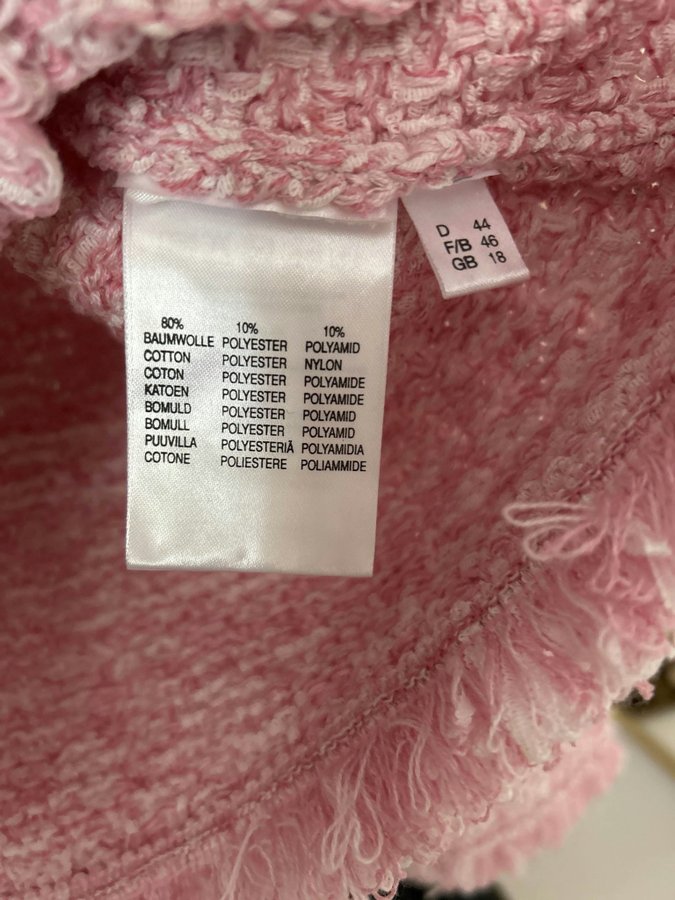 80% 10% 10%
BAUMWOLLE POLYESTER POLYAMID
COTTON POLYESTER NYLON
COTON POLYESTER POLYAMIDE
KATOEN POLYESTER POLYAMIDE
BOMULD POLYESTER POLYAMID
BOMULL POLYESTER POLYAMID
PUUVILLA POLYESTERIÄ POLYAMIDIA
COTONE POLIESTERE POLIAMMIDE
D 44
F/B 46
GB 18